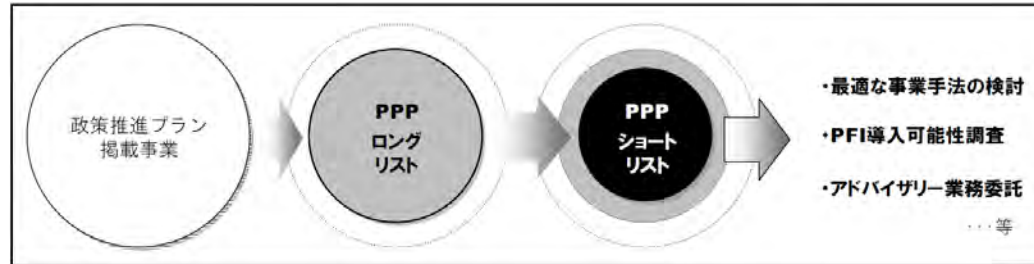 政策推進プラン
掲載事業
PPP
ロング
リスト
PPP
ショート
リスト
・最適な事業手法の検討
・PFI導入可能性調査
・アドバイザリー業務委託
・・・等